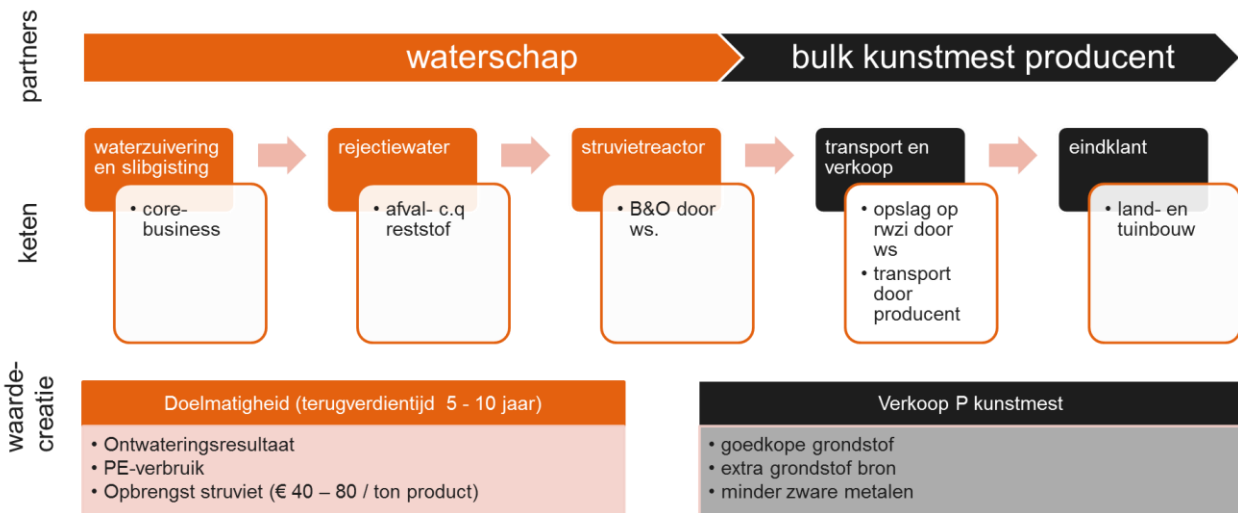 partners
waterschap
bulk kunstmest producent
keten
waterzuivering
en slibgisting
• core-
business
rejectiewater
• afval- c.q
reststof
struvietreactor
• B&O door
ws.
transport en
verkoop
• opslag op
rwzi door
ws
• transport
door
producent
eindklant
• land- en
tuinbouw
waarde-
creatie
Doelmatigheid (terugverdientijd 5 - 10 jaar)
• Ontwateringsresultaat
• PE-verbruik
• Opbrengst struviet (€ 40 – 80 / ton product)
Verkoop P kunstmest
• goedkope grondstof
• extra grondstof bron
• minder zware metalen